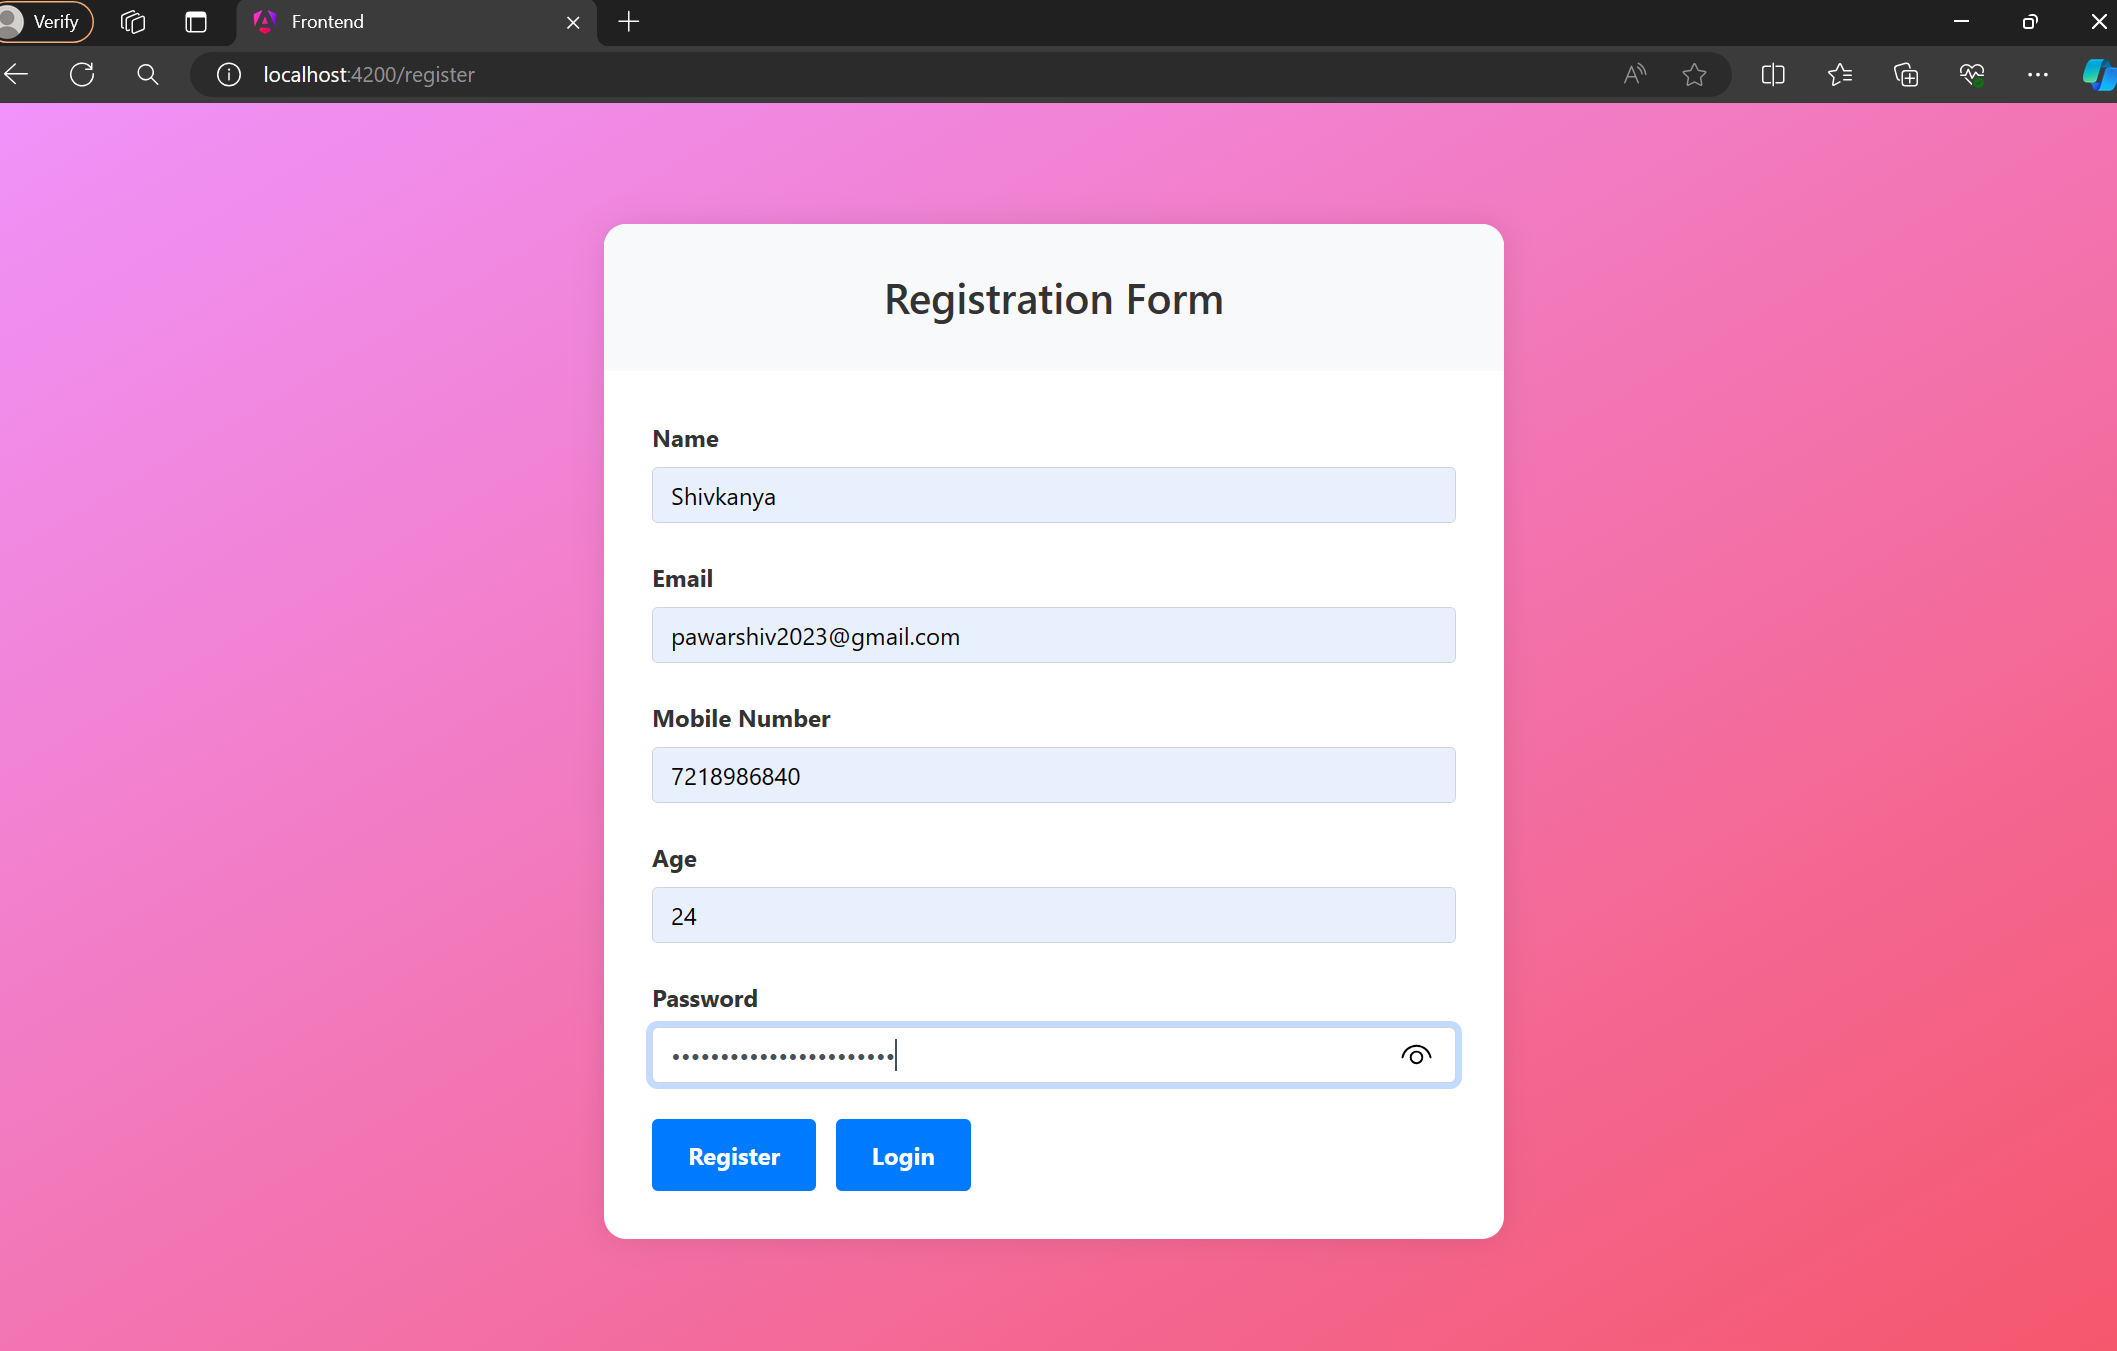 Verify
Frontend
localhost:4200/register
Registration Form
Name
Shivkanya
Email
pawarshiv2023@gmail.com
Mobile Number
7218986840
Age
24
Password
Register Login